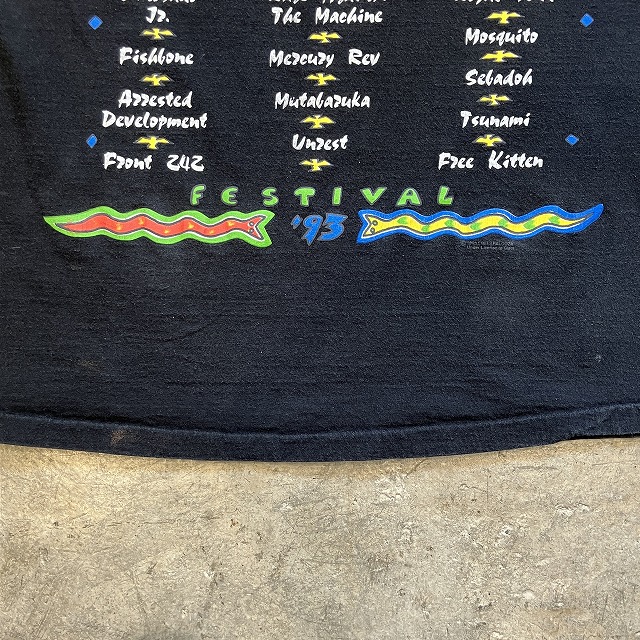 Jr.
Fishbone
Arrested
Development
Front 242
The Machine
Mercury Rev
Mutabaruka
Unrest
Mosquito
Sebadoh
Tsunami
Free Kitten
FESTIVAL
'93